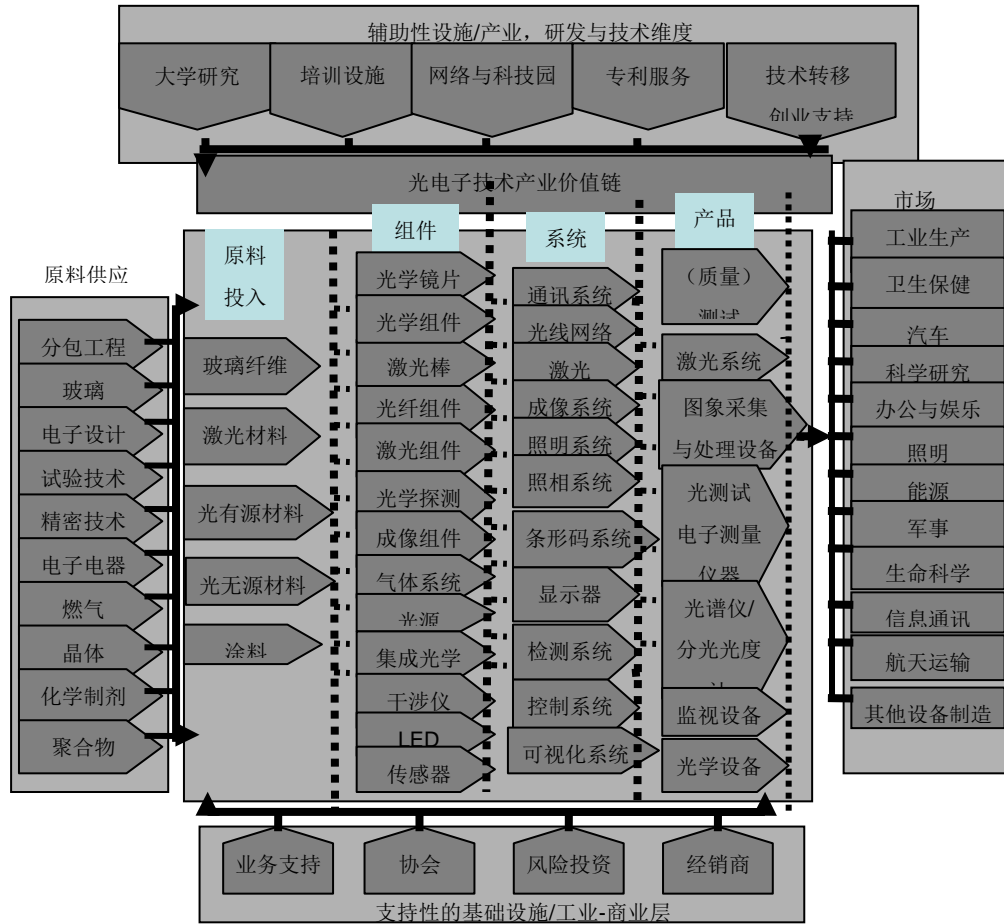 辅助性设施/产业，研发与技术维度
大学研究
培训设施
网络与科技园
专利服务
技术转移
创业支持
光电子技术产业价值链
原料供应
分包工程
玻璃
电子设计
试验技术
精密技术
电子电器
燃气
晶体
化学制剂
聚合物
原料
投入
玻璃纤维
激光材料
光有源材料
光无源材料
涂料
组件
光学镜片
光学组件
激光棒
光纤组件
激光组件
光学探测
成像组件
气体系统
光源
集成光学
干涉仪
LED
传感器
系统
通讯系统
光线网络
激光
成像系统
照明系统
照相系统
条形码系统
显示器
检测系统
控制系统
可视化系统
产品
（质量）
测试
激光系统
图象采集
与处理设备
光测试
电子测量
仪器
光谱仪/
分光光度
计
监视设备
光学设备
市场
工业生产
卫生保健
汽车
科学研究
办公与娱乐
照明
能源
军事
生命科学
信息通讯
航天运输
其他设备制造
业务支持
协会
风险投资
经销商
支持性的基础设施/工业-商业层